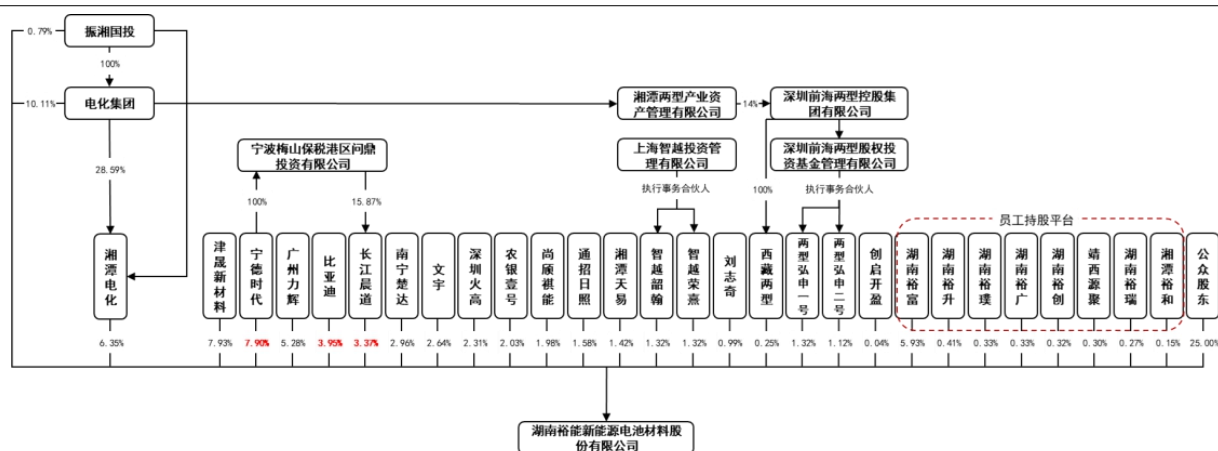 0.79%
振湘国投
100%
10.11%
电化集团
湘潭两型产业资
产管理有限公司
14%
深圳前海两型控股集
团有限公司
宁波梅山保税港区问鼎
投资有限公司
上海智越投资管
理有限公司
深圳前海两型股权投
资基金管理有限公司
28.59%
100%
15.87%
执行事务合伙人
100%
执行事务合伙人
员工持股平台
湘潭电化
津晟新材料
宁德时代
广州力辉
比亚迪
长江晨道
南宁楚达
文宇
深圳火高
农银壹号
尚颀祺能
通招日照
湘潭天易
智越韶瀚
智越荣嘉
刘志奇
西藏两型
两型弘申一号
两型弘申二号
创启开盈
湖南裕富
湖南裕升
湖南裕璞
湖南裕广
湖南裕创
靖西源聚
湖南裕瑞
湘潭裕和
公众股东
6.35%
7.93%
7.90%
5.28%
3.95%
3.37%
2.96%
2.64%
2.31%
2.03%
1.98%
1.58%
1.42%
1.32%
1.32%
0.99%
0.25%
1.32%
1.12%
0.04%
5.93%
0.41%
0.33%
0.33%
0.32%
0.30%
0.27%
0.15%
25.00%
湖南裕能新能源电池材料股
份有限公司